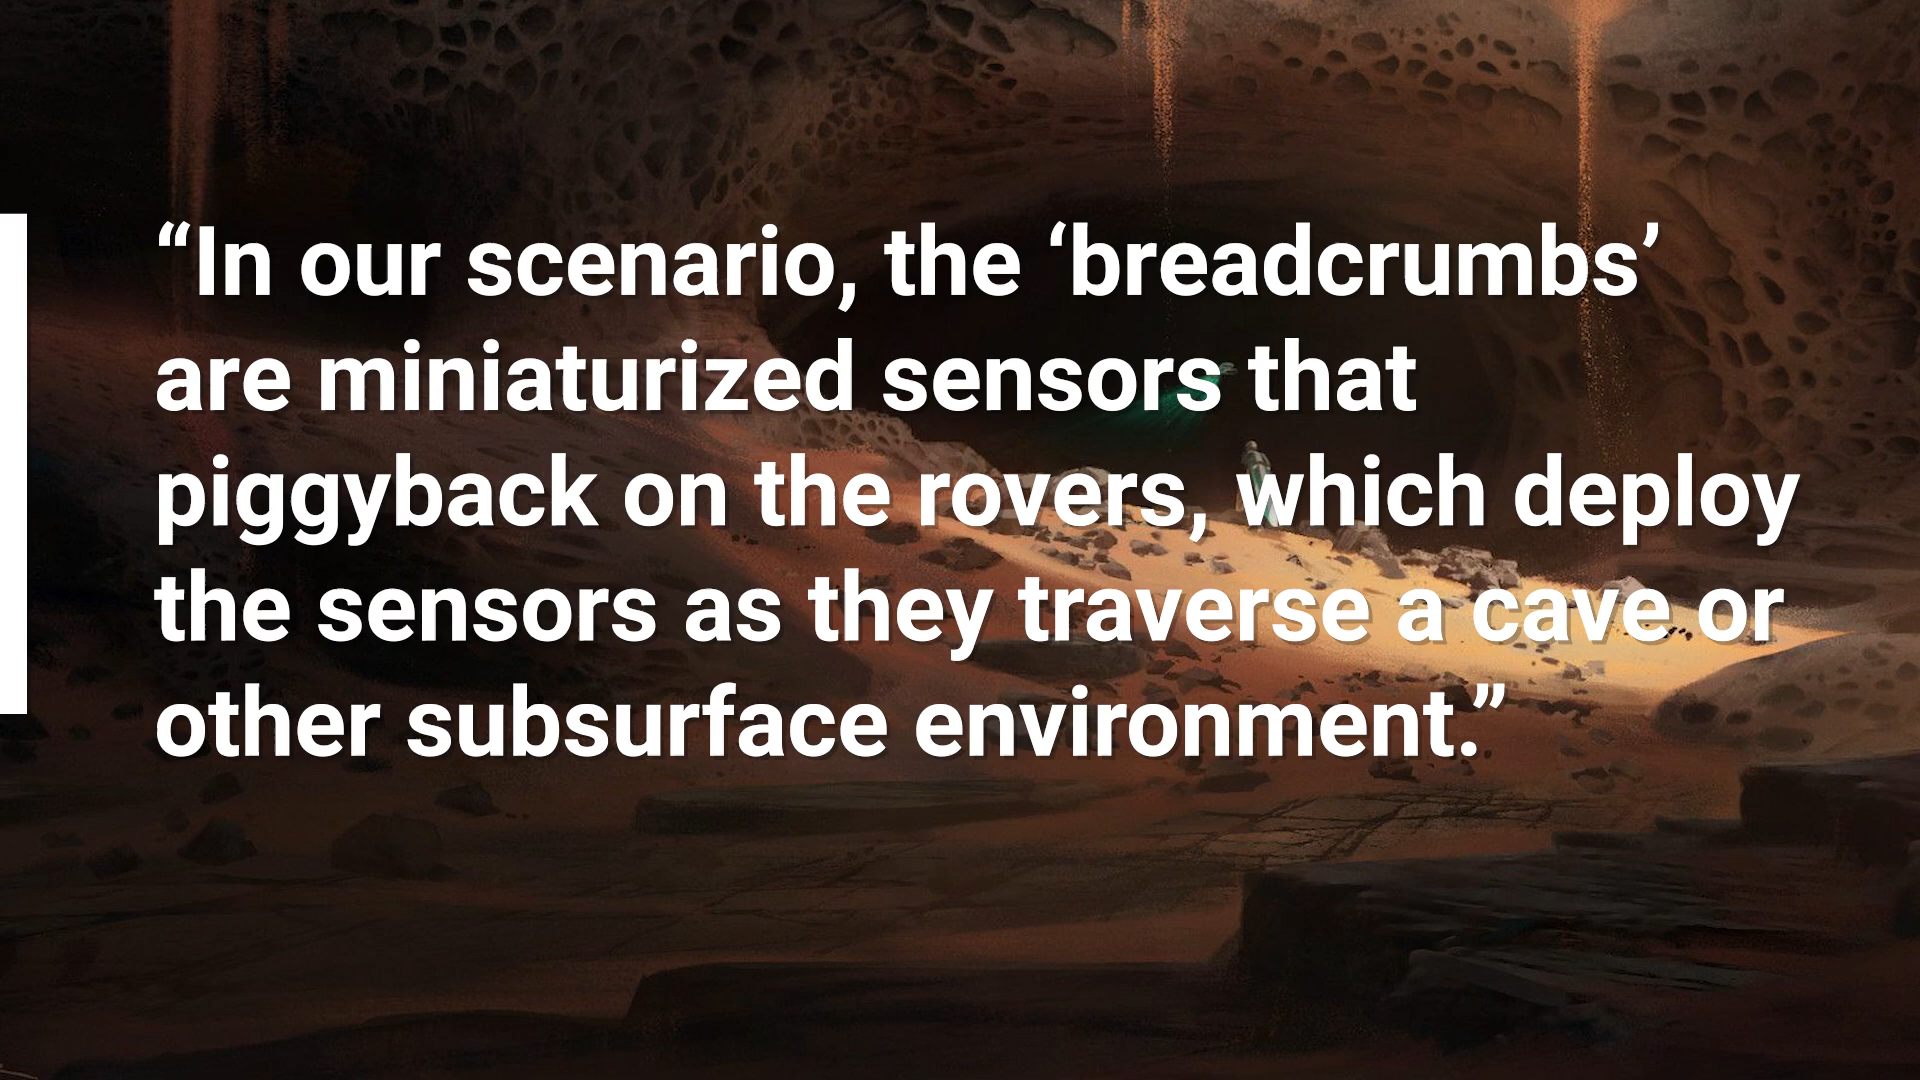 “In our scenario, the ‘breadcrumbs’
are miniaturized sensors that
piggyback on the rovers, which deploy
the sensors as they traverse a cave or
other subsurface environment.”